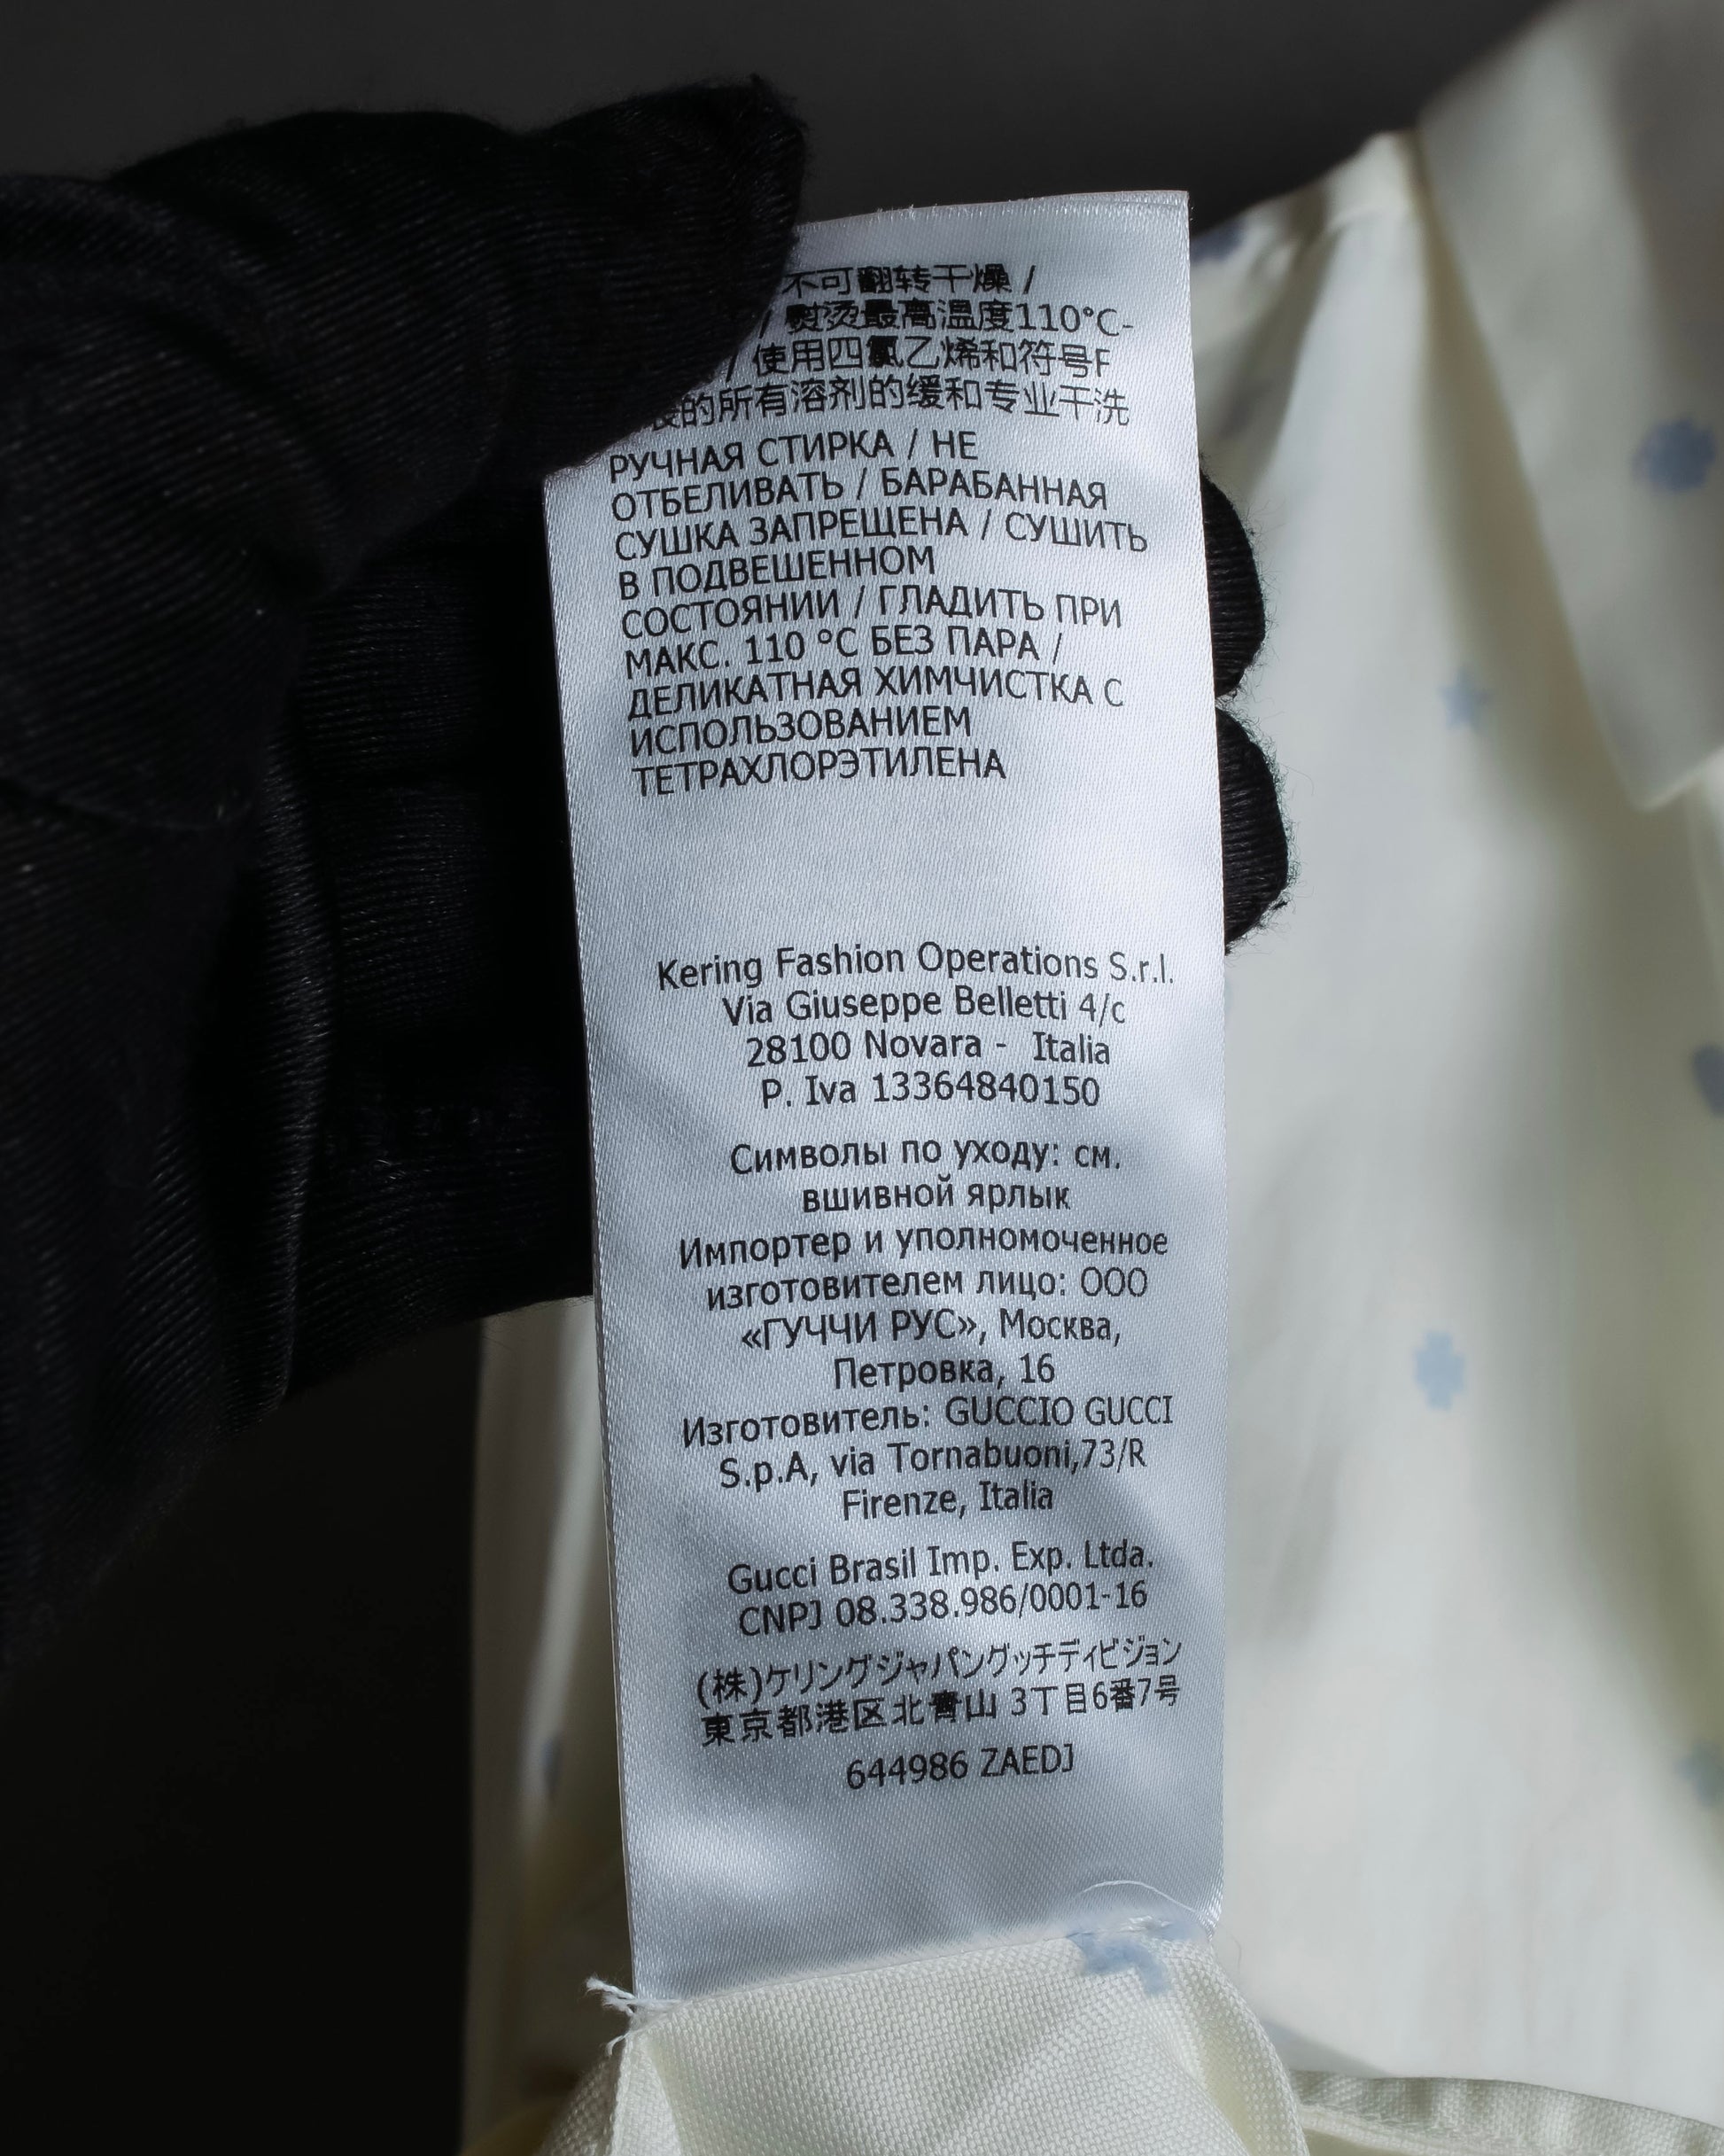 不可翻转干燥 /
/ 熨烫最高温度110°C-
/ 使用四氯乙烯和符号F
的所有溶剂的缓和专业干洗
РУЧНАЯ СТИРКА / НЕ
ОТБЕЛИВАТЬ / БАРАБАННАЯ
СУШКА ЗАПРЕЩЕНА / СУШИТЬ
В ПОДВЕШЕННОМ
СОСТОЯНИИ / ГЛАДИТЬ ПРИ
МАКС. 110 °C БЕЗ ПАРА /
ДЕЛИКАТНАЯ ХИМЧИСТКА С
ИСПОЛЬЗОВАНИЕМ
ТЕТРАХЛОРЭТИЛЕНА
Kering Fashion Operations S.r.l.
Via Giuseppe Belletti 4/c
28100 Novara - Italia
P. Iva 13364840150
Символы по уходу: см.
вшивной ярлык
Импортер и уполномоченное
изготовителем лицо: ООО
«ГУЧЧИ РУС», Москва,
Петровка, 16
Изготовитель: GUCCIO GUCCI
S.p.A, via Tornabuoni,73/R
Firenze, Italia
Gucci Brasil Imp. Exp. Ltda.
CNPJ 08.338.986/0001-16
(株)ケリングジャパングッチディビジョン
東京都港区北青山 3丁目6番7号
644986 ZAEDJ